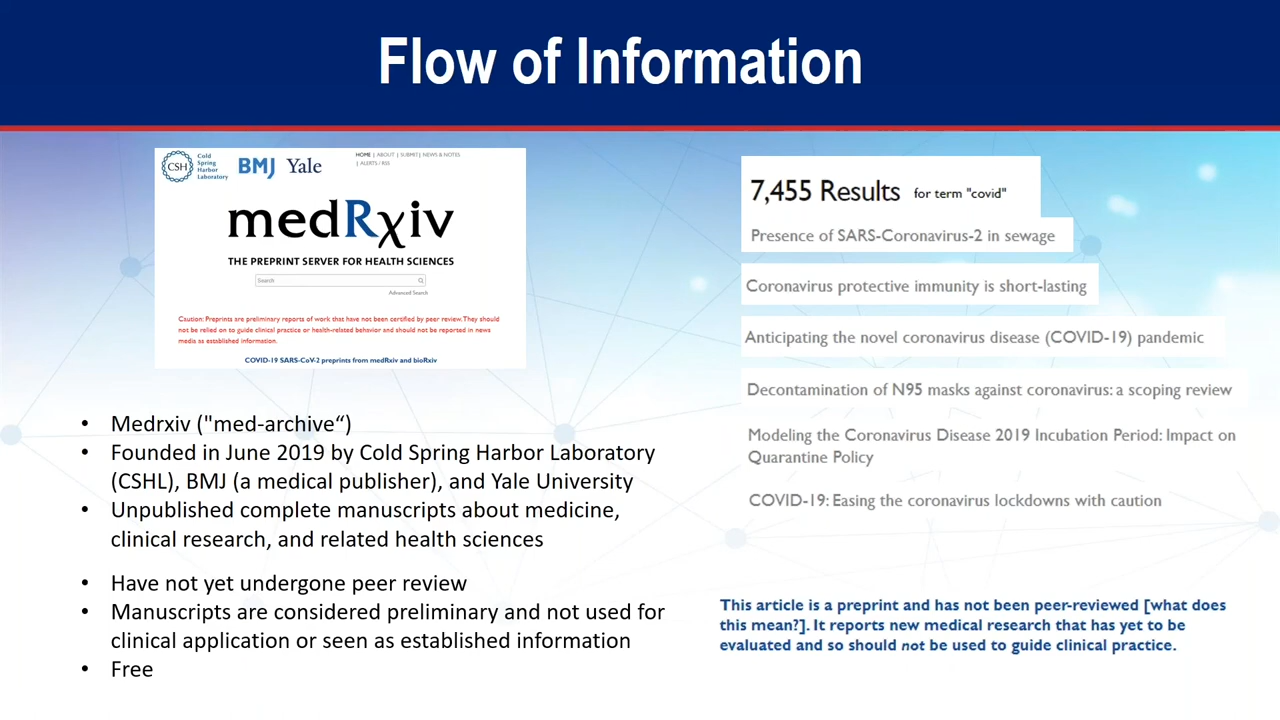 Flow of Information
CSH
Cold
Spring
Harbor
Laboratory
BMJ
Yale
HOME | ABOUT | SUBMIT | NEWS & NOTES
| ALERTS / RSS
medRxiv
THE PREPRINT SERVER FOR HEALTH SCIENCES
Search
Advanced Search
Caution: Preprints are preliminary reports of work that have not been certified by peer review. They should
not be relied on to guide clinical practice or health-related behavior and should not be reported in news
media as established information.
COVID-19 SARS-CoV-2 preprints from medRxiv and bioRxiv
• Medrxiv ("med-archive“)
• Founded in June 2019 by Cold Spring Harbor Laboratory
(CSHL), BMJ (a medical publisher), and Yale University
• Unpublished complete manuscripts about medicine,
clinical research, and related health sciences
• Have not yet undergone peer review
• Manuscripts are considered preliminary and not used for
clinical application or seen as established information
• Free
7,455 Results for term "covid"
Presence of SARS-Coronavirus-2 in sewage
Coronavirus protective immunity is short-lasting
Anticipating the novel coronavirus disease (COVID-19) pandemic
Decontamination of N95 masks against coronavirus: a scoping review
Modeling the Coronavirus Disease 2019 Incubation Period: Impact on
Quarantine Policy
COVID-19: Easing the coronavirus lockdowns with caution
This article is a preprint and has not been peer-reviewed [what does
this mean?]. It reports new medical research that has yet to be
evaluated and so should not be used to guide clinical practice.